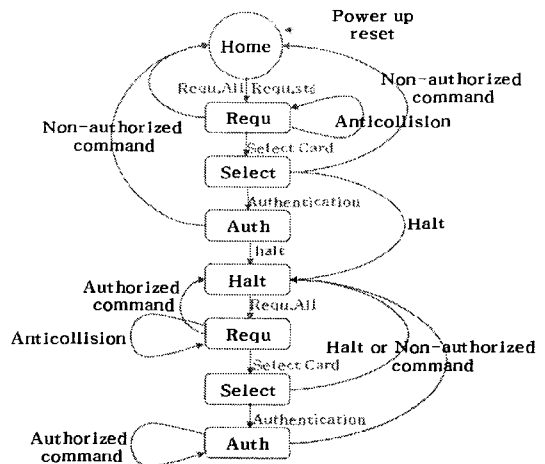 Power up
reset
Home
Requ.All Requ.std
Non-authorized
command
Requ
Anticollision
Non-authorized
command
Select Card
Select
Authentication
Auth
Halt
halt
Halt
Authorized
command
Requ.All
Anticollision
Requ
Halt or Non-authorized
command
Select Card
Select
Authentication
Authorized
command
Auth